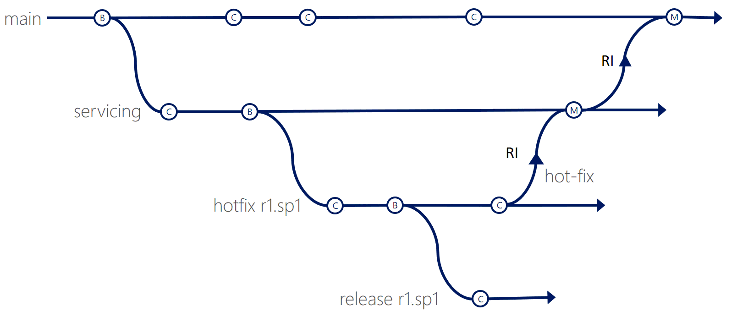 main B C C C M
RI
servicing C B M
RI
hot-fix
hotfix r1.sp1 C B C
release r1.sp1 C